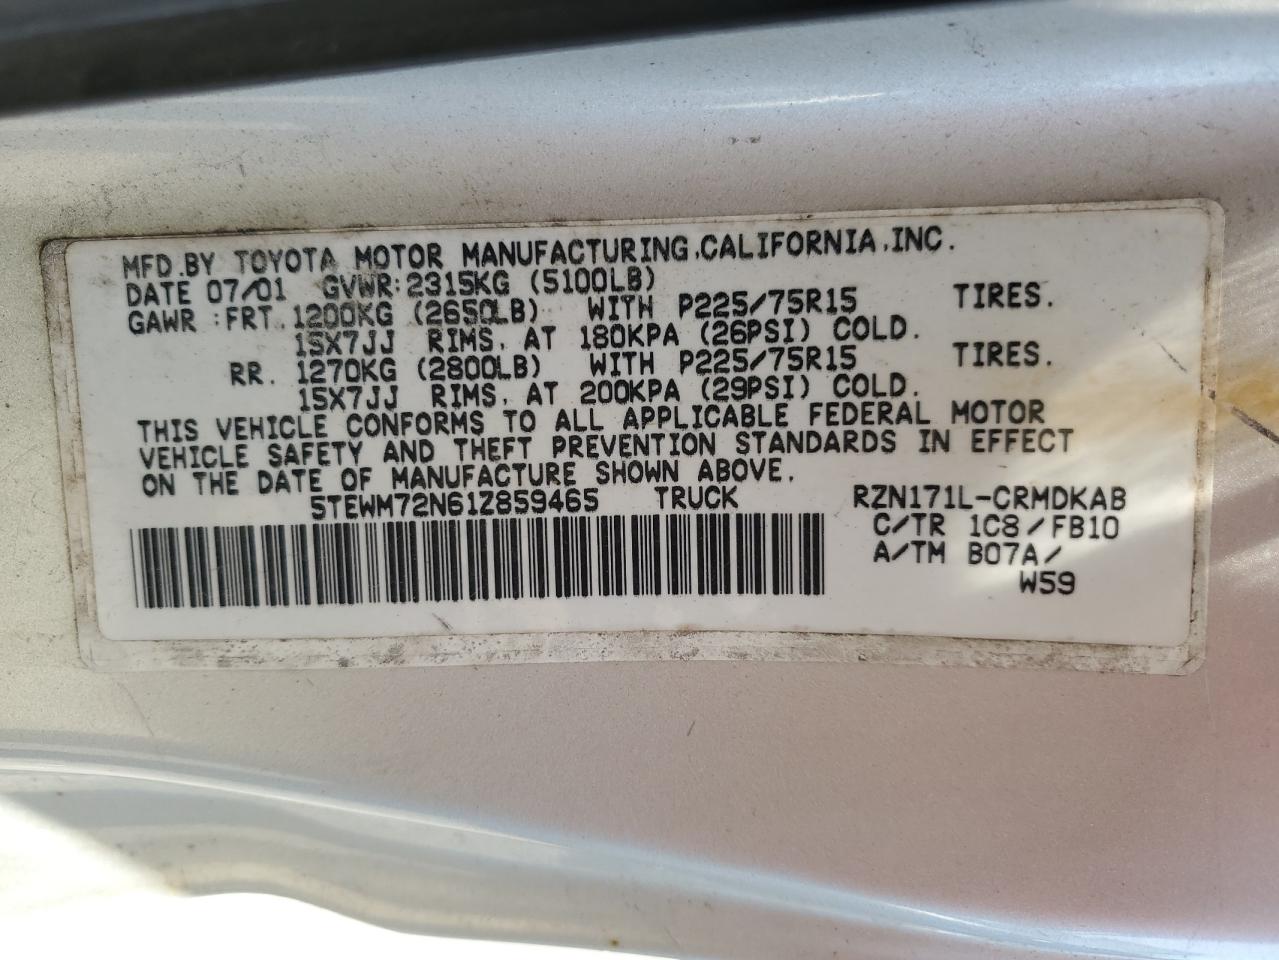 MFD.BY TOYOTA MOTOR MANUFACTURING,CALIFORNIA,INC.
DATE 07/01 GVWR:2315KG (5100LB)
GAWR :FRT. 1200KG (2650LB) WITH P225/75R15 TIRES.
15X7JJ RIMS, AT 180KPA (26PSI) COLD.
RR. 1270KG (2800LB) WITH P225/75R15 TIRES.
15X7JJ RIMS, AT 200KPA (29PSI) COLD.
THIS VEHICLE CONFORMS TO ALL APPLICABLE FEDERAL MOTOR
VEHICLE SAFETY AND THEFT PREVENTION STANDARDS IN EFFECT
ON THE DATE OF MANUFACTURE SHOWN ABOVE.
5TEWM72N61Z859465 TRUCK RZN171L-CRMDKAB
C/TR 1C8/FB10
A/TM B07A/
W59